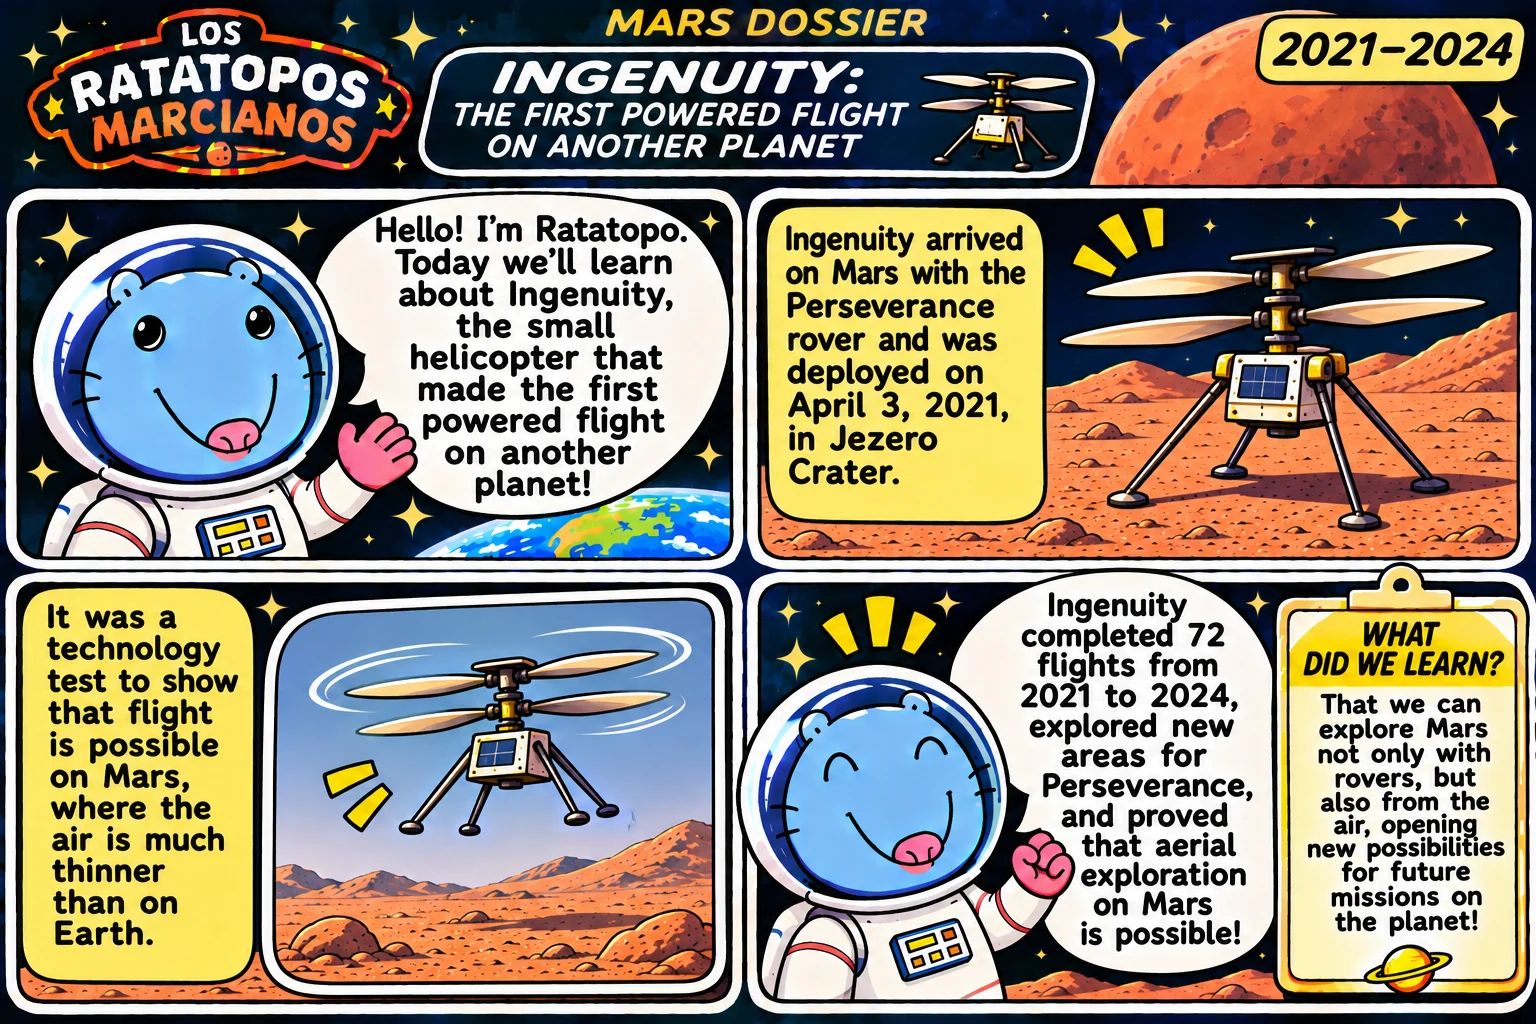 LOS
RATATOPOS
MARCIANOS
MARS DOSSIER
INGENUITY:
THE FIRST POWERED FLIGHT
ON ANOTHER PLANET
2021–2024
Hello! I'm Ratatopo.
Today we'll learn
about Ingenuity,
the small
helicopter that
made the first
powered flight
on another
planet!
Ingenuity arrived
on Mars with the
Perseverance
rover and was
deployed on
April 3, 2021,
in Jezero
Crater.
It was a
technology
test to show
that flight
is possible
on Mars,
where the
air is much
thinner
than on
Earth.
Ingenuity
completed 72
flights from
2021 to 2024,
explored new
areas for
Perseverance,
and proved
that aerial
exploration
on Mars
is possible!
WHAT
DID WE LEARN?
That we can
explore Mars
not only with
rovers, but
also from the
air, opening
new possibilities
for future
missions on
the planet!